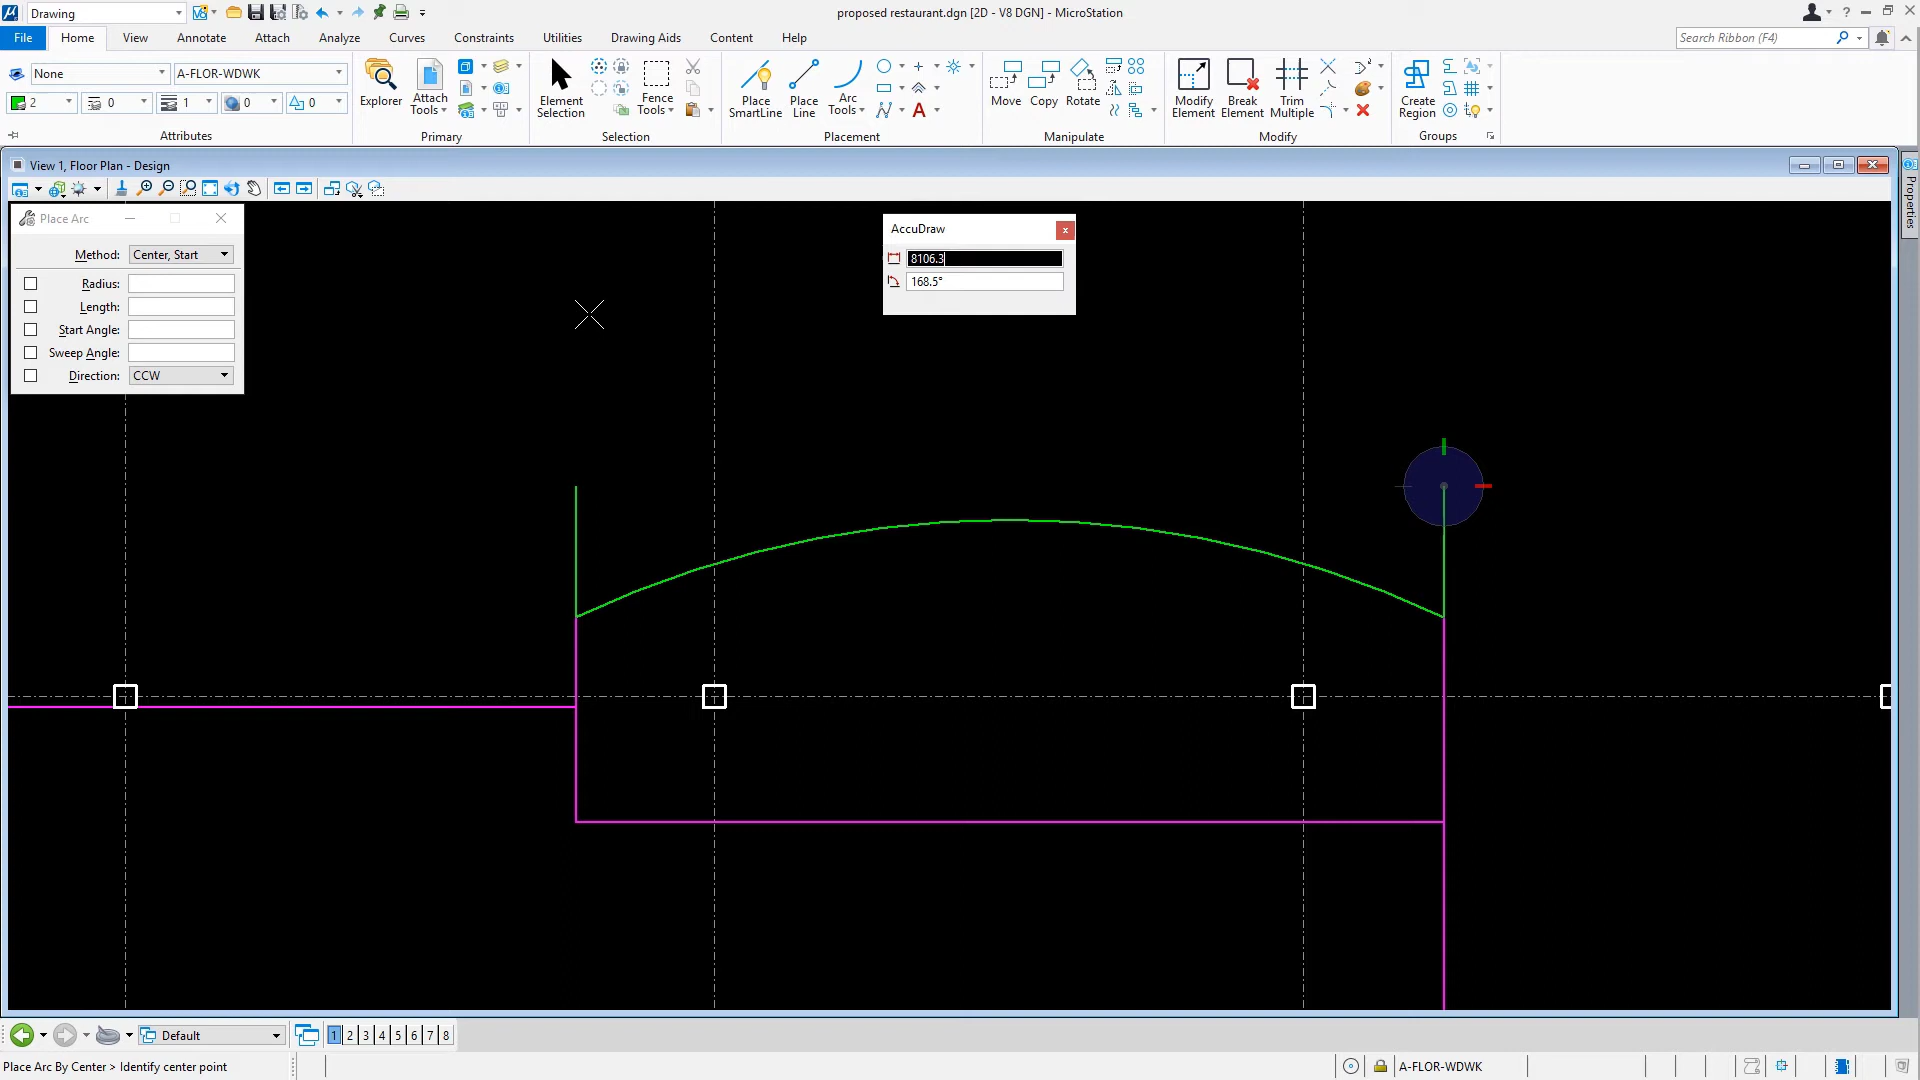 Drawing
proposed restaurant.dgn [2D - V8 DGN] - MicroStation
File Home View Annotate Attach Analyze Curves Constraints Utilities Drawing Aids Content Help
Search Ribbon (F4)
None
A-FLOR-WDWK
2 0 1 0 0
Attributes
Explorer
Attach Tools
Primary
Element Selection
Fence Tools
Selection
Place SmartLine
Place Line
Arc Tools
Placement
Move
Copy
Rotate
Manipulate
Modify Element
Break Element
Trim Multiple
Modify
Create Region
Groups
View 1, Floor Plan - Design
Properties
Place Arc
Method: Center, Start
Radius:
Length:
Start Angle:
Sweep Angle:
Direction: CCW
AccuDraw
8106.3
168.5°
Default
1 2 3 4 5 6 7 8
Place Arc By Center > Identify center point
A-FLOR-WDWK